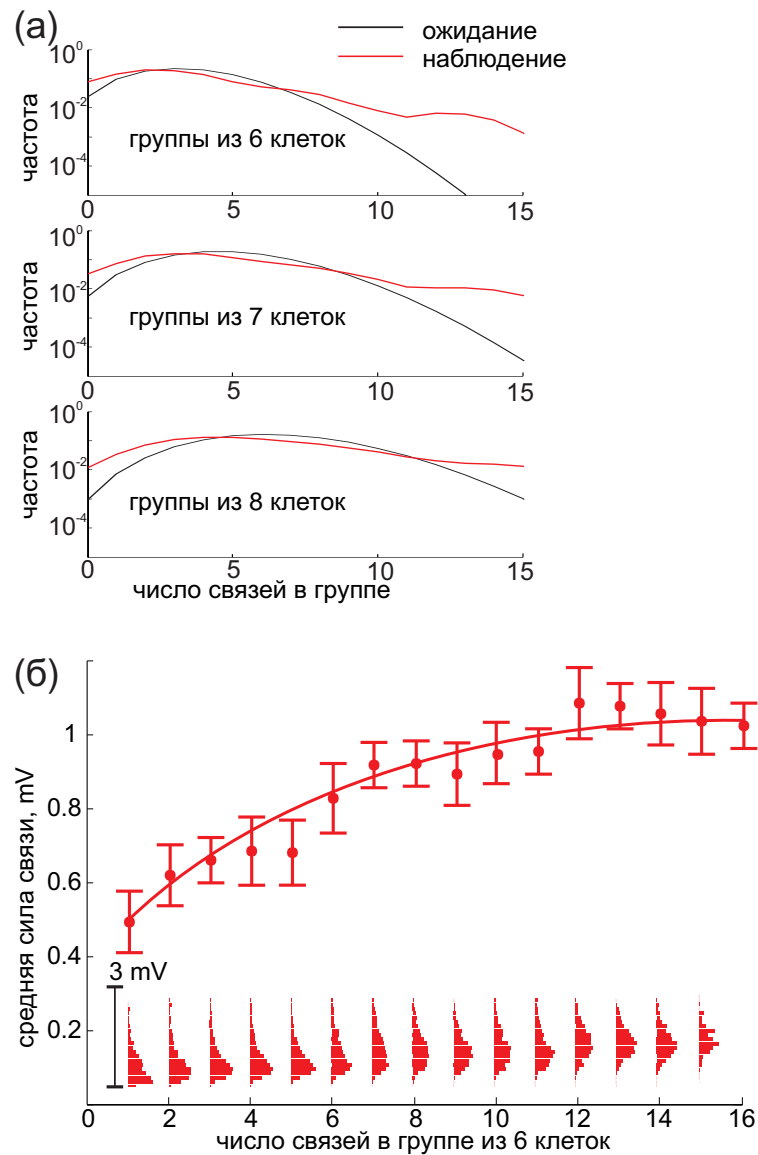 (а)
ожидание
наблюдение
10^0
10^-2
10^-4
частота
группы из 6 клеток
0 5 10 15
10^0
10^-2
10^-4
частота
группы из 7 клеток
0 5 10 15
10^0
10^-2
10^-4
частота
группы из 8 клеток
0 5 10 15
число связей в группе
(б)
средняя сила связи, mV
1
0.8
0.6
0.4
3 mV
0.2
0 2 4 6 8 10 12 14 16
число связей в группе из 6 клеток